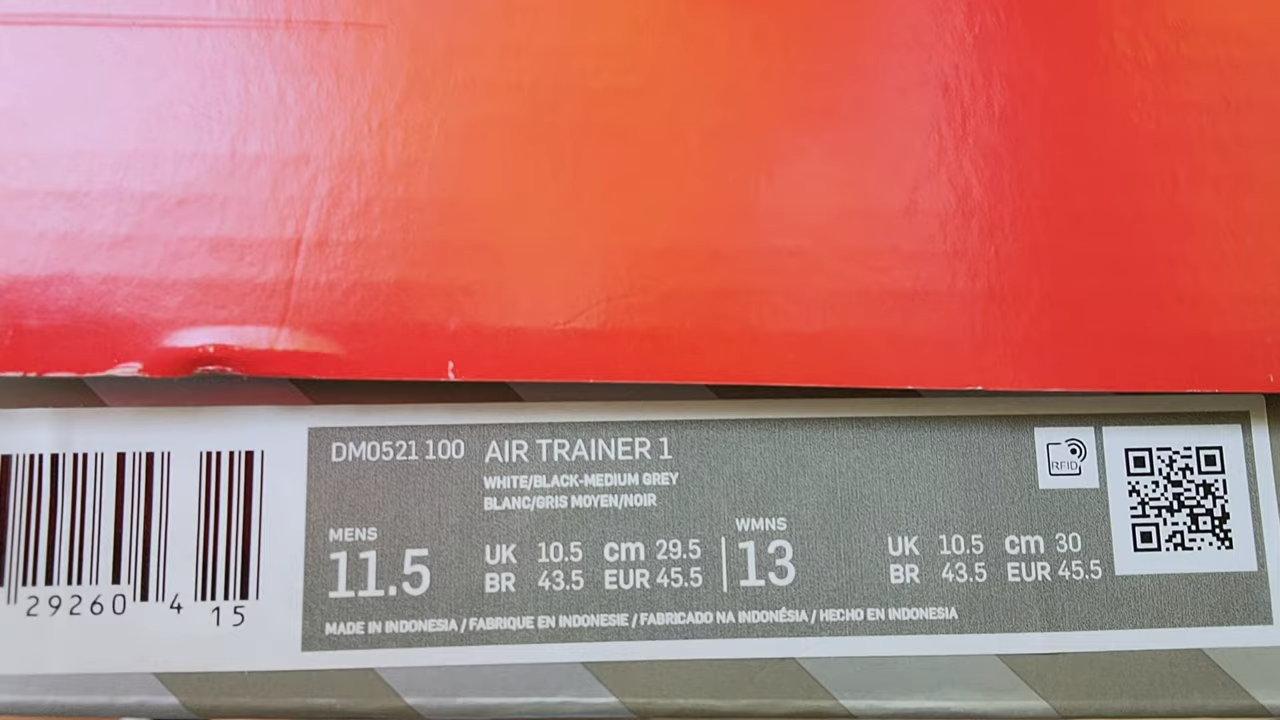 DM0521 100 AIR TRAINER 1
WHITE/BLACK-MEDIUM GREY
BLANC/GRIS MOYEN/NOIR
RFID
MENS
11.5
UK 10.5 cm 29.5
BR 43.5 EUR 45.5
WMNS
13
UK 10.5 cm 30
BR 43.5 EUR 45.5
MADE IN INDONESIA / FABRIQUE EN INDONESIE / FABRICADO NA INDONÉSIA / HECHO EN INDONESIA
29260 4 15